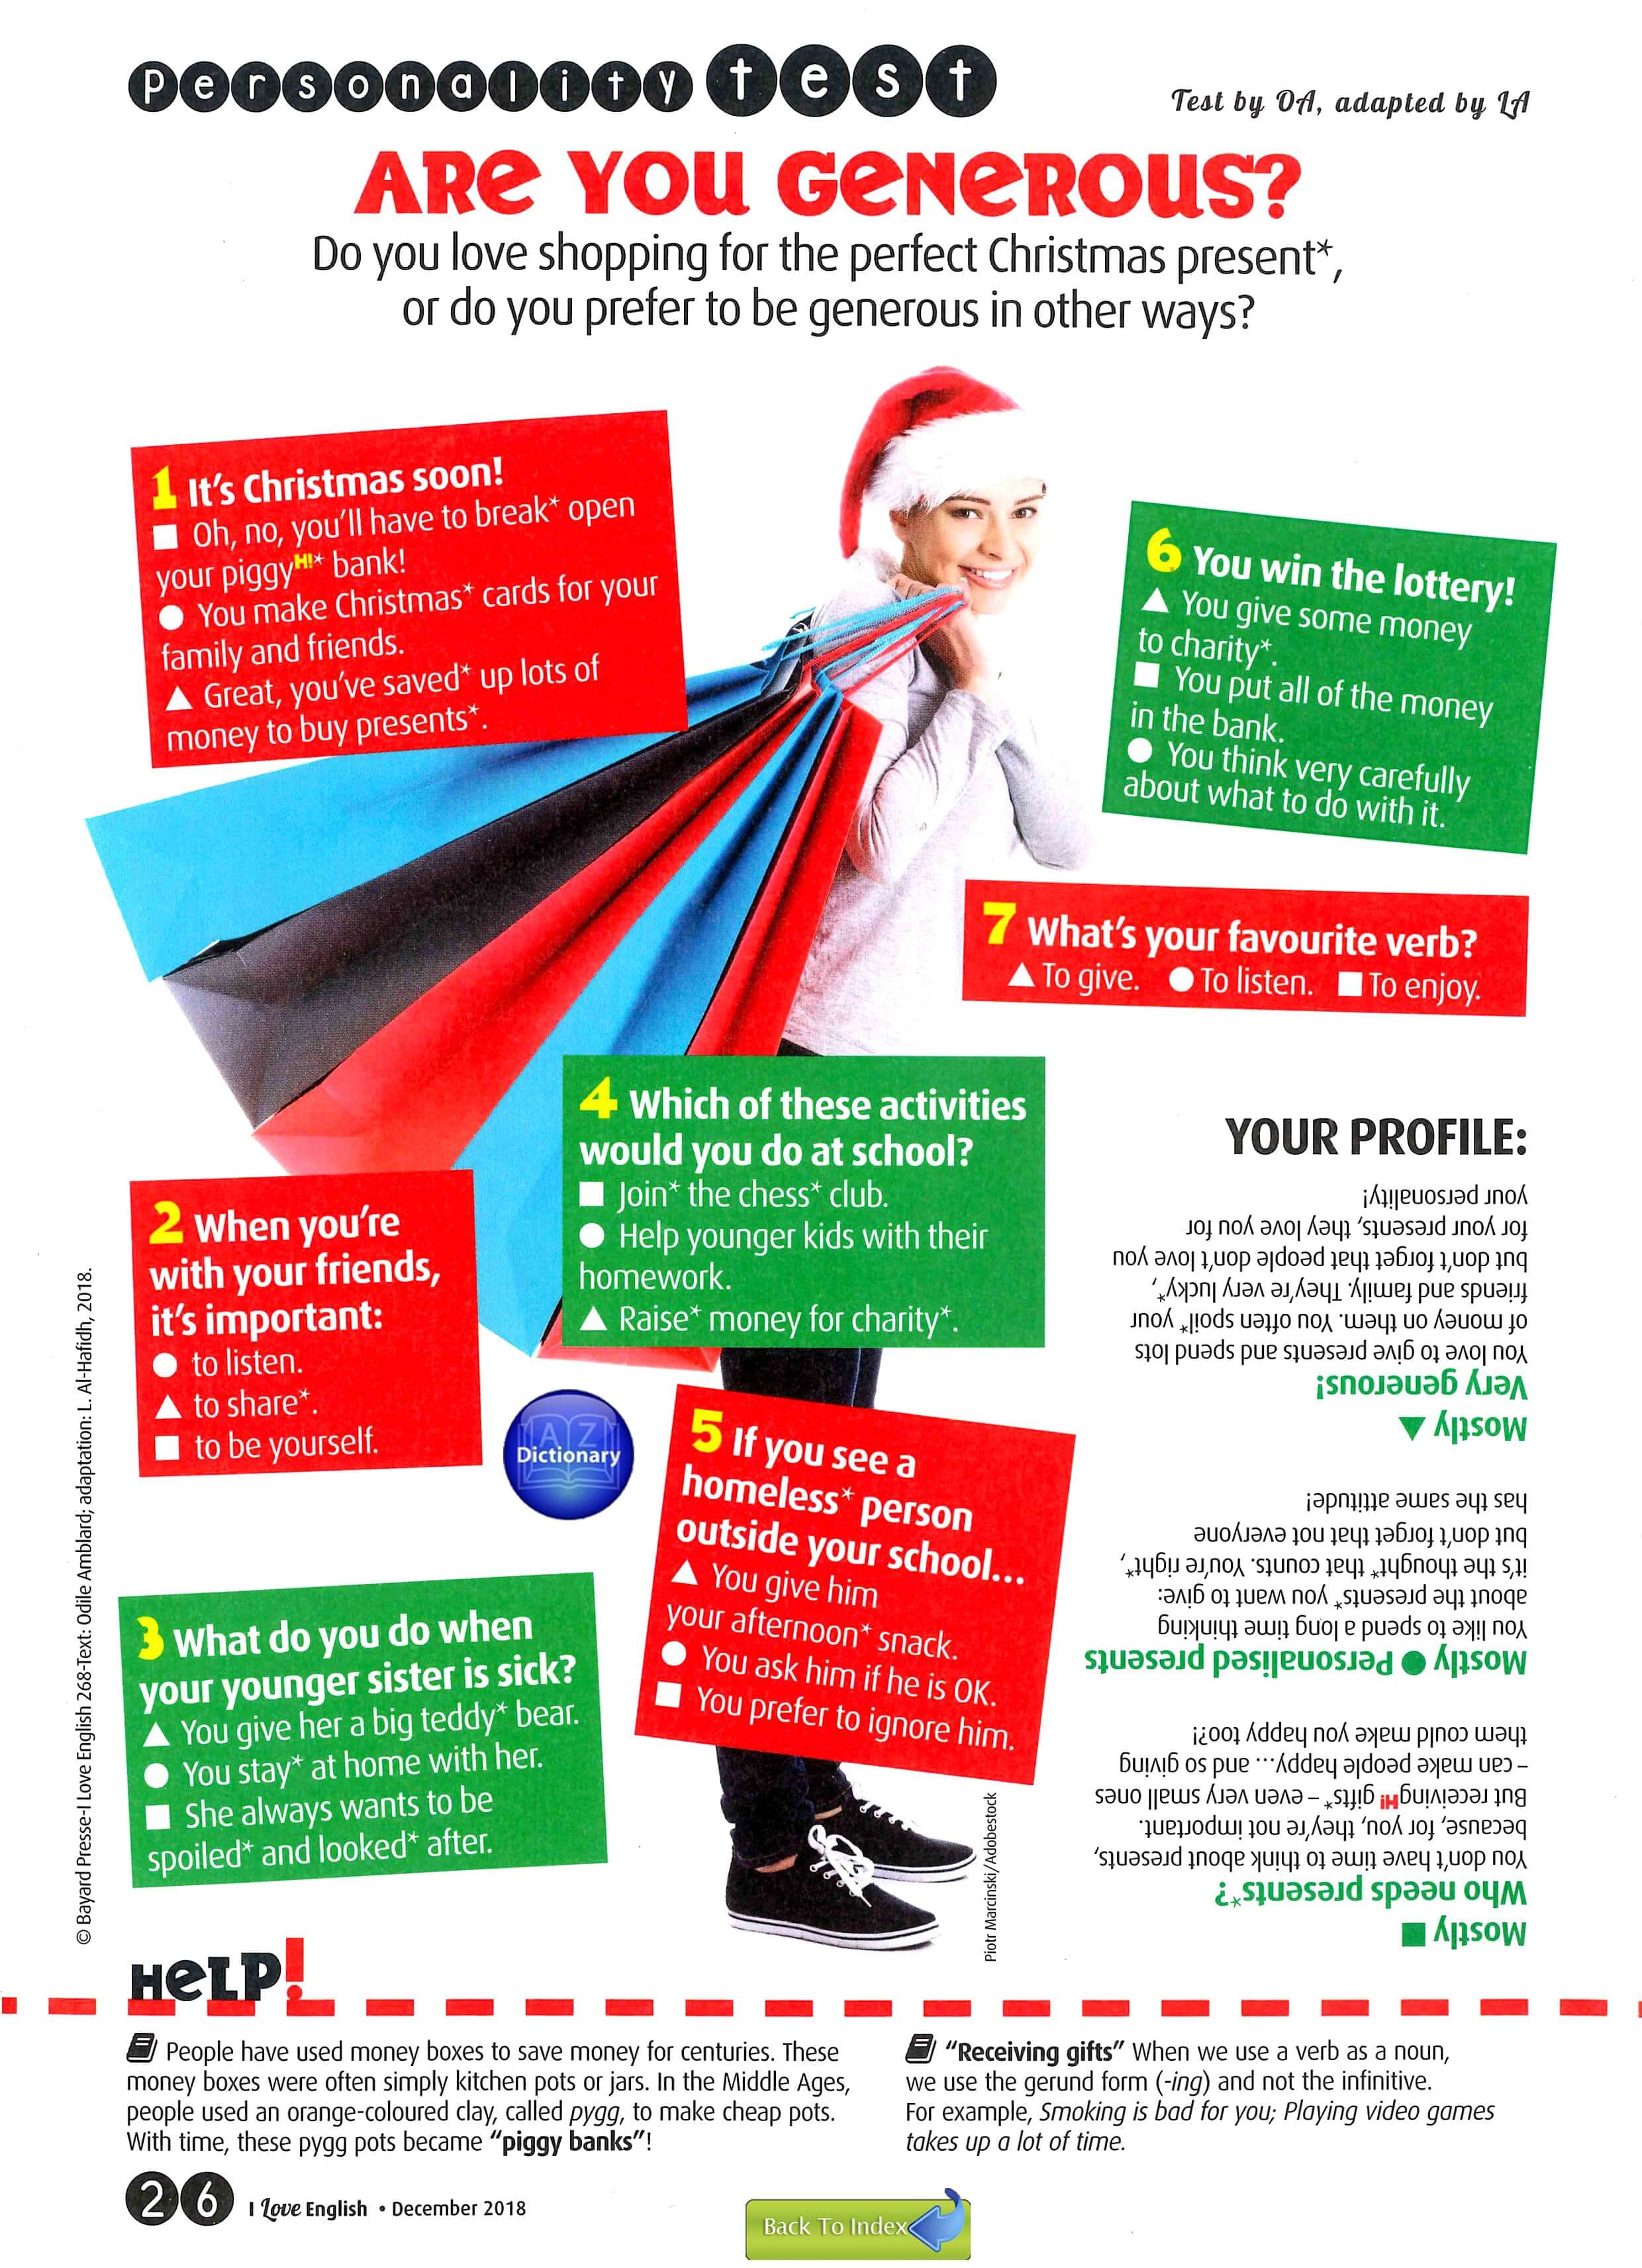 personality test
Test by OA, adapted by LA
ARE YOU GENEROUS?
Do you love shopping for the perfect Christmas present*,
or do you prefer to be generous in other ways?
1 It's Christmas soon!
■ Oh, no, you'll have to break* open
your piggyH!* bank!
● You make Christmas* cards for your
family and friends.
▲ Great, you've saved* up lots of
money to buy presents*.
2 When you're
with your friends,
it's important:
● to listen.
▲ to share*.
■ to be yourself.
3 What do you do when
your younger sister is sick?
▲ You give her a big teddy* bear.
● You stay* at home with her.
■ She always wants to be
spoiled* and looked* after.
4 Which of these activities
would you do at school?
■ Join* the chess* club.
● Help younger kids with their
homework.
▲ Raise* money for charity*.
A Z
Dictionary
5 If you see a
homeless* person
outside your school...
▲ You give him
your afternoon* snack.
● You ask him if he is OK.
■ You prefer to ignore him.
6 You win the lottery!
▲ You give some money
to charity*.
■ You put all of the money
in the bank.
● You think very carefully
about what to do with it.
7 What's your favourite verb?
▲ To give. ● To listen. ■ To enjoy.
YOUR PROFILE:
Mostly ■
Who needs presents*?
You don't have time to think about presents,
because, for you, they're not important.
But receivingH! gifts* – even very small ones
– can make people happy... and so giving
them could make you happy too?!
Mostly ● Personalised presents
You like to spend a long time thinking
about the presents* you want to give:
it's the thought* that counts. You're right*,
but don't forget that not everyone
has the same attitude!
Mostly ▲
Very generous!
You love to give presents and spend lots
of money on them. You often spoil* your
friends and family. They're very lucky*,
but don't forget that people don't love you
for your presents, they love you for
your personality!
© Bayard Presse-I Love English 268-Text: Odile Amblard; adaptation: L. Al-Hafidh, 2018.
Piotr Marcinski/Adobestock
HELP!
People have used money boxes to save money for centuries. These
money boxes were often simply kitchen pots or jars. In the Middle Ages,
people used an orange-coloured clay, called pygg, to make cheap pots.
With time, these pygg pots became "piggy banks"!
"Receiving gifts" When we use a verb as a noun,
we use the gerund form (-ing) and not the infinitive.
For example, Smoking is bad for you; Playing video games
takes up a lot of time.
26 I Love English • December 2018
Back To Index